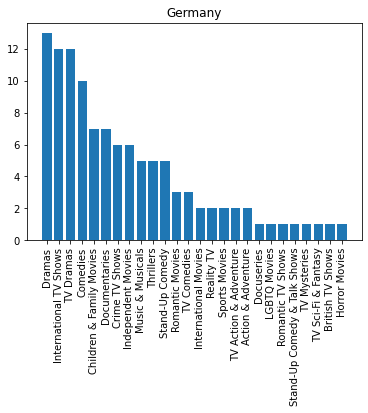 Germany
12
10
8
6
4
2
0
Dramas
International TV Shows
TV Dramas
Comedies
Children & Family Movies
Documentaries
Crime TV Shows
Independent Movies
Music & Musicals
Thrillers
Stand-Up Comedy
Romantic Movies
TV Comedies
International Movies
Reality TV
Sports Movies
TV Action & Adventure
Action & Adventure
Docuseries
LGBTQ Movies
Romantic TV Shows
Stand-Up Comedy & Talk Shows
TV Mysteries
TV Sci-Fi & Fantasy
British TV Shows
Horror Movies